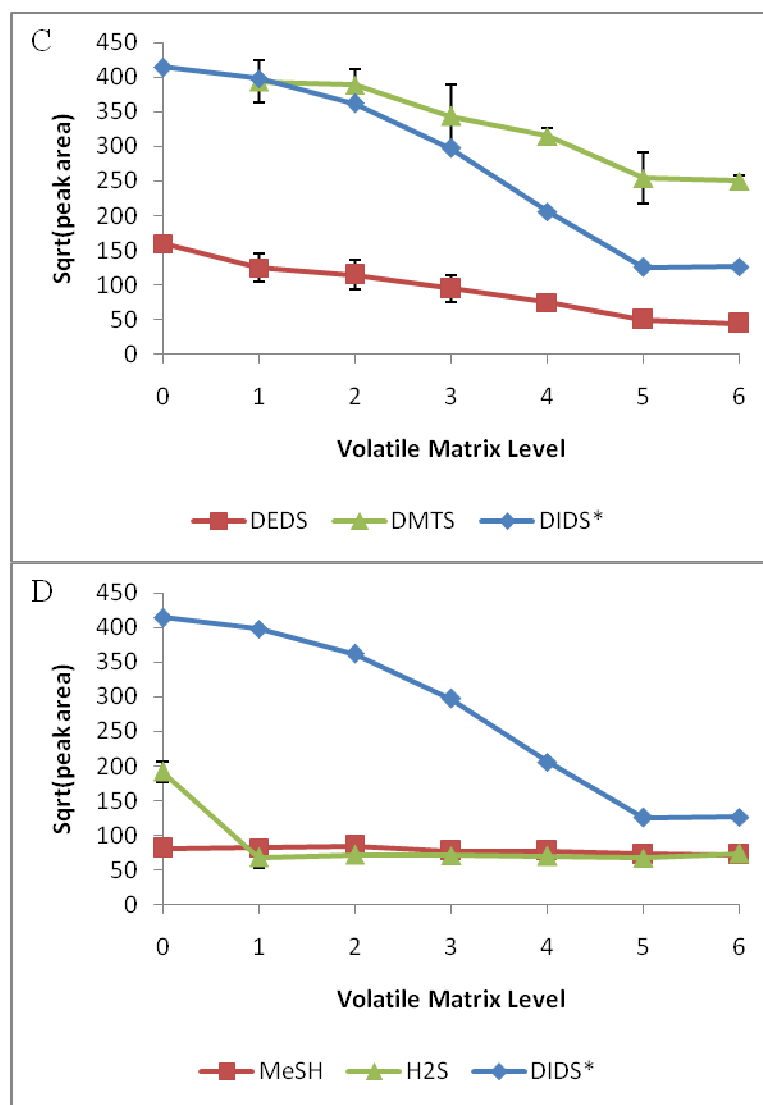 C
450
400
350
300
250
200
150
100
50
0
Sqrt(peak area)
0 1 2 3 4 5 6
Volatile Matrix Level
DEDS DMTS DIDS*
D
450
400
350
300
250
200
150
100
50
0
Sqrt(peak area)
0 1 2 3 4 5 6
Volatile Matrix Level
MeSH H2S DIDS*